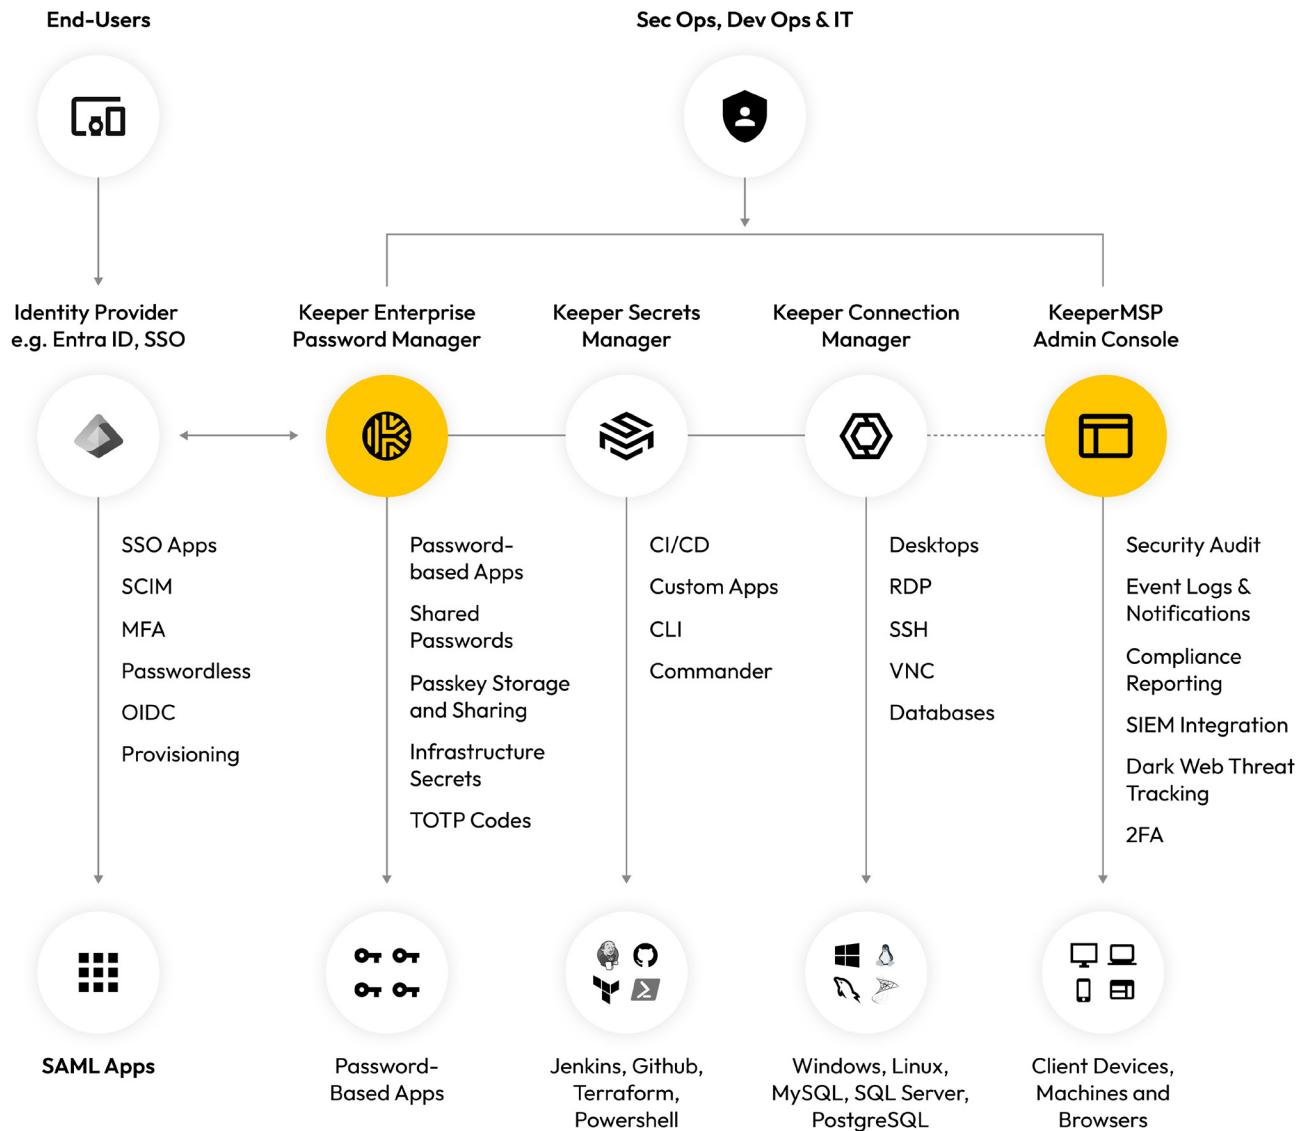 End-Users
Sec Ops, Dev Ops & IT
Identity Provider
e.g. Entra ID, SSO
Keeper Enterprise
Password Manager
Keeper Secrets
Manager
Keeper Connection
Manager
KeeperMSP
Admin Console
SSO Apps
SCIM
MFA
Passwordless
OIDC
Provisioning
Password-
based Apps
Shared
Passwords
Passkey Storage
and Sharing
Infrastructure
Secrets
TOTP Codes
CI/CD
Custom Apps
CLI
Commander
Desktops
RDP
SSH
VNC
Databases
Security Audit
Event Logs &
Notifications
Compliance
Reporting
SIEM Integration
Dark Web Threat
Tracking
2FA
SAML Apps
Password-
Based Apps
Jenkins, Github,
Terraform,
Powershell
Windows, Linux,
MySQL, SQL Server,
PostgreSQL
Client Devices,
Machines and
Browsers